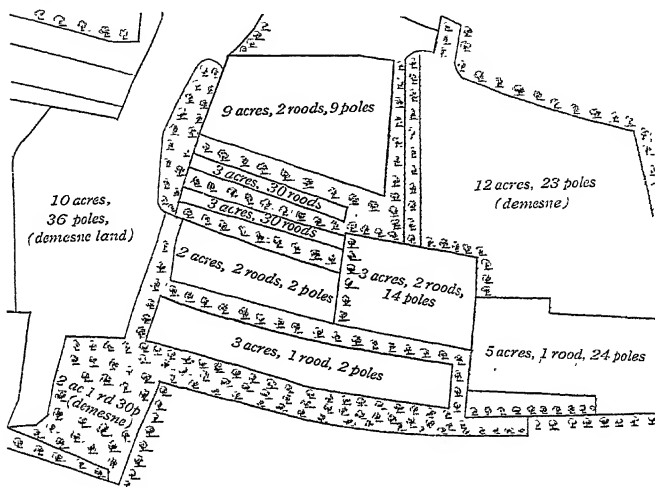 9 acres, 2 roods, 9 poles
3 acres, 30 roods
3 acres, 30 roods
10 acres,
36 poles,
(demesne land)
12 acres, 23 poles
(demesne)
2 acres, 2 roods, 2 poles
3 acres, 2 roods,
14 poles
3 acres, 1 rood, 2 poles
5 acres, 1 rood, 24 poles
2 ac 1 rd 30p
(demesne)